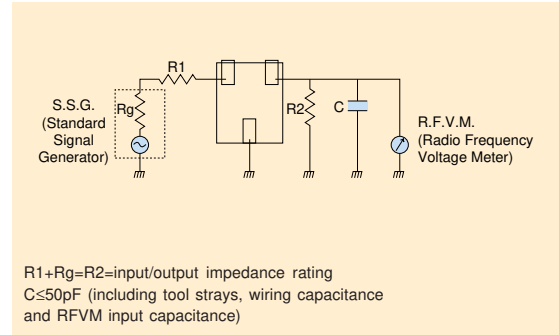 R1
S.S.G.
(Standard
Signal
Generator)
Rg
R2
C
R.F.V.M.
(Radio Frequency
Voltage Meter)
R1+Rg=R2=input/output impedance rating
C≤50pF (including tool strays, wiring capacitance
and RFVM input capacitance)